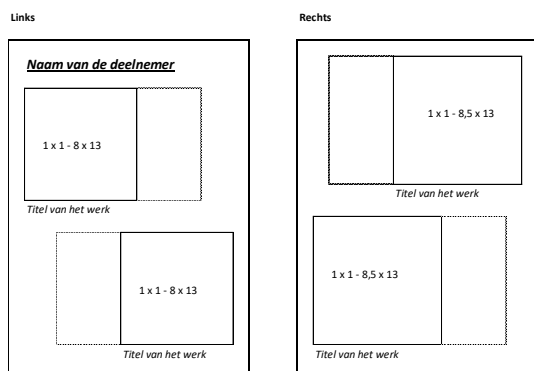 Links
Naam van de deelnemer
1 x 1 - 8 x 13
Titel van het werk
1 x 1 - 8 x 13
Titel van het werk
Rechts
1 x 1 - 8,5 x 13
Titel van het werk
1 x 1 - 8,5 x 13
Titel van het werk